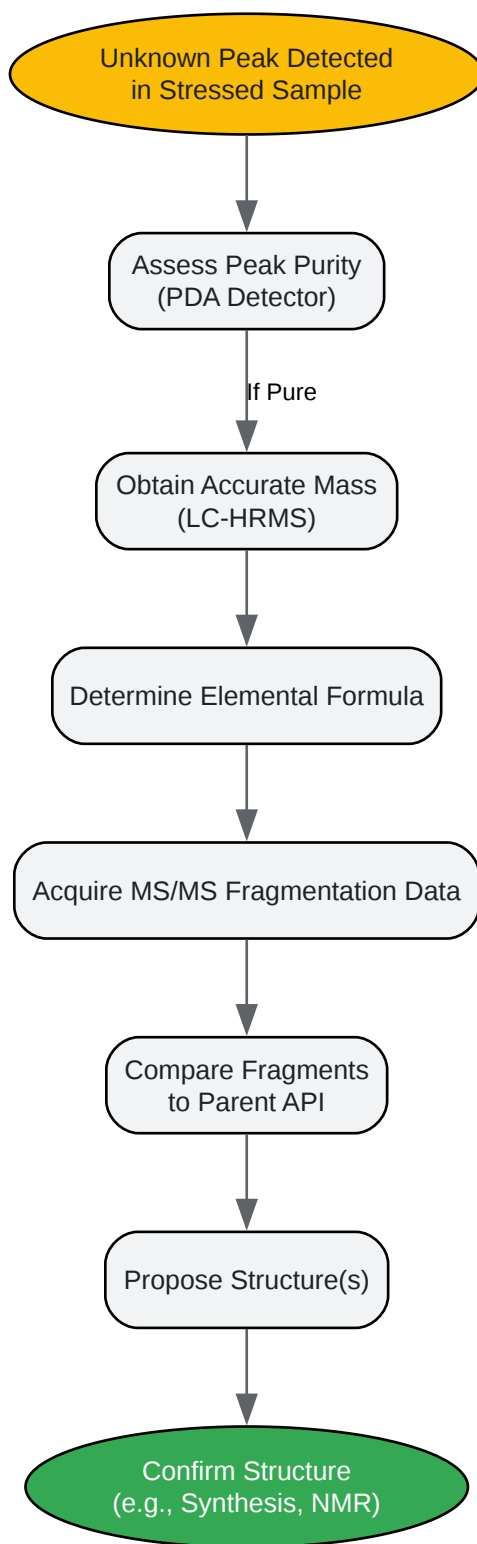 Unknown Peak Detected
in Stressed Sample
Assess Peak Purity
(PDA Detector)
If Pure
Obtain Accurate Mass
(LC-HRMS)
Determine Elemental Formula
Acquire MS/MS Fragmentation Data
Compare Fragments
to Parent API
Propose Structure(s)
Confirm Structure
(e.g., Synthesis, NMR)